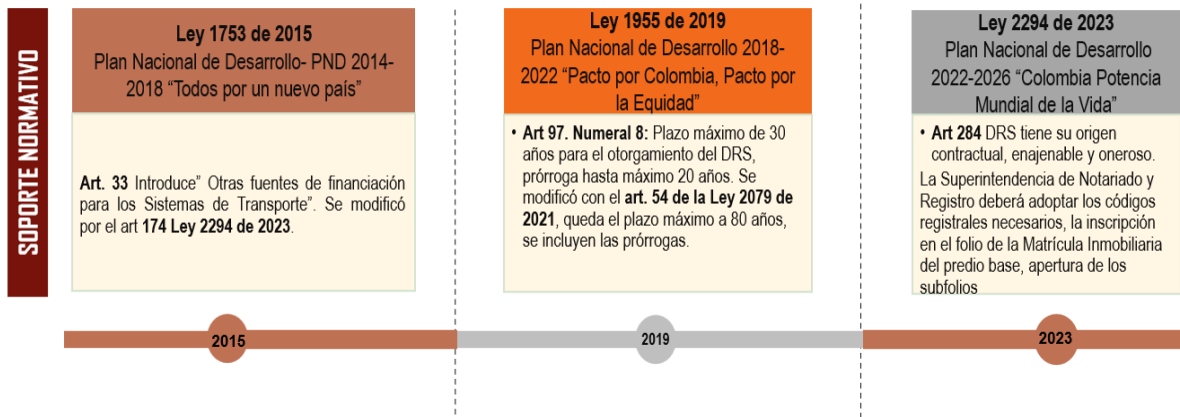 SOPORTE NORMATIVO
Ley 1753 de 2015
Plan Nacional de Desarrollo- PND 2014-
2018 “Todos por un nuevo país”
Art. 33 Introduce” Otras fuentes de financiación
para los Sistemas de Transporte”. Se modificó
por el art 174 Ley 2294 de 2023.
Ley 1955 de 2019
Plan Nacional de Desarrollo 2018-
2022 “Pacto por Colombia, Pacto por
la Equidad”
• Art 97. Numeral 8: Plazo máximo de 30
años para el otorgamiento del DRS,
prórroga hasta máximo 20 años. Se
modificó con el art. 54 de la Ley 2079 de
2021, queda el plazo máximo a 80 años,
se incluyen las prórrogas.
Ley 2294 de 2023
Plan Nacional de Desarrollo
2022-2026 “Colombia Potencia
Mundial de la Vida”
• Art 284 DRS tiene su origen
contractual, enajenable y oneroso.
La Superintendencia de Notariado y
Registro deberá adoptar los códigos
registrales necesarios, la inscripción
en el folio de la Matrícula Inmobiliaria
del predio base, apertura de los
subfolios
2015
2019
2023